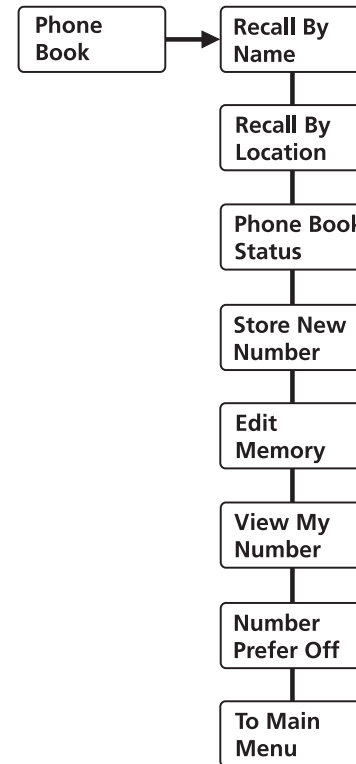 Phone
Book
Recall By
Name
Recall By
Location
Phone Book
Status
Store New
Number
Edit
Memory
View My
Number
Number
Prefer Off
To Main
Menu